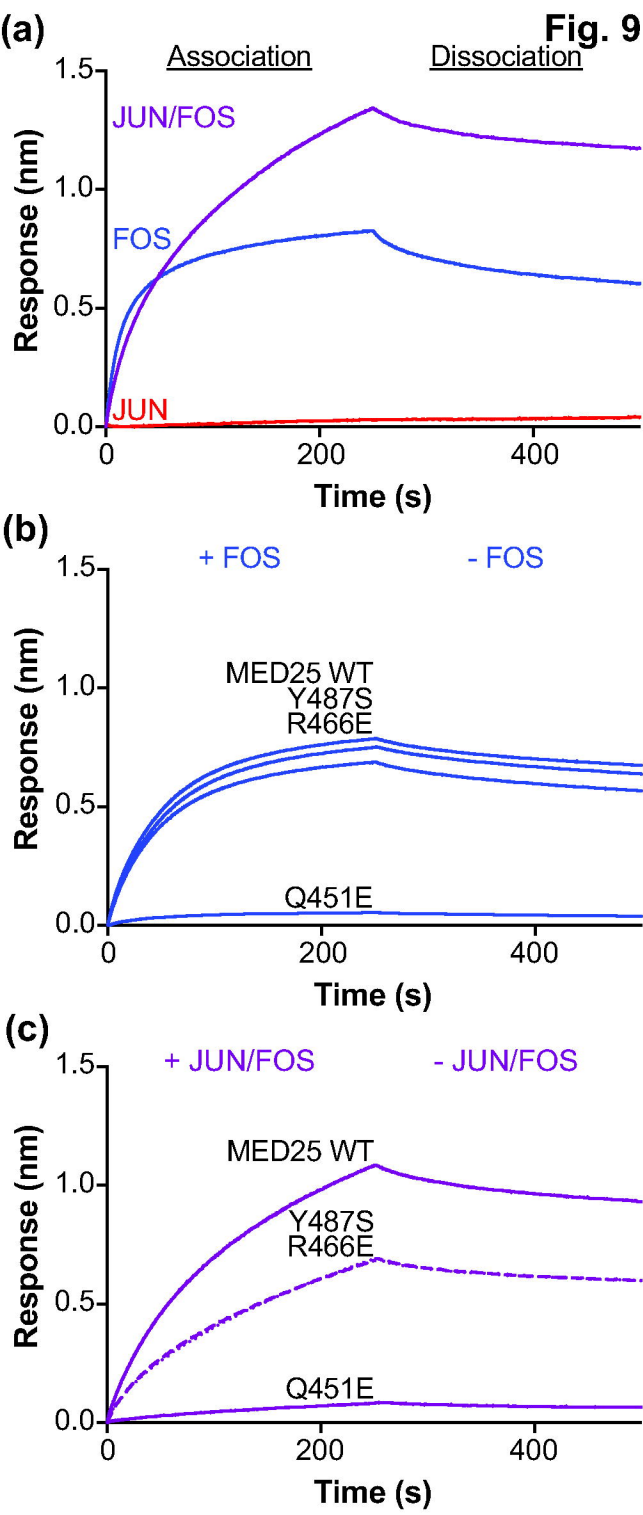 (a) Fig. 9
Association Dissociation
1.5
JUN/FOS
1.0
FOS
0.5
JUN
0.0
0 200 400
Response (nm)
Time (s)
(b)
+ FOS - FOS
1.5
MED25 WT
1.0
Y487S
R466E
0.5
Q451E
0.0
0 200 400
Response (nm)
Time (s)
(c)
+ JUN/FOS - JUN/FOS
1.5
MED25 WT
1.0
Y487S
R466E
0.5
Q451E
0.0
0 200 400
Response (nm)
Time (s)